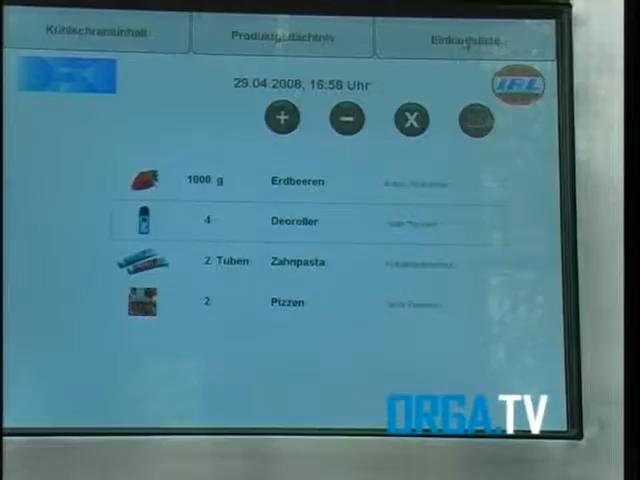 Kühlschrankinhalt
Produktgedächtnis
Einkaufsliste
29.04.2008, 16:58 Uhr
IRL
+
−
X
1000 g Erdbeeren
4 Deoroller
2 Tuben Zahnpasta
2 Pizzen
ORGA.TV